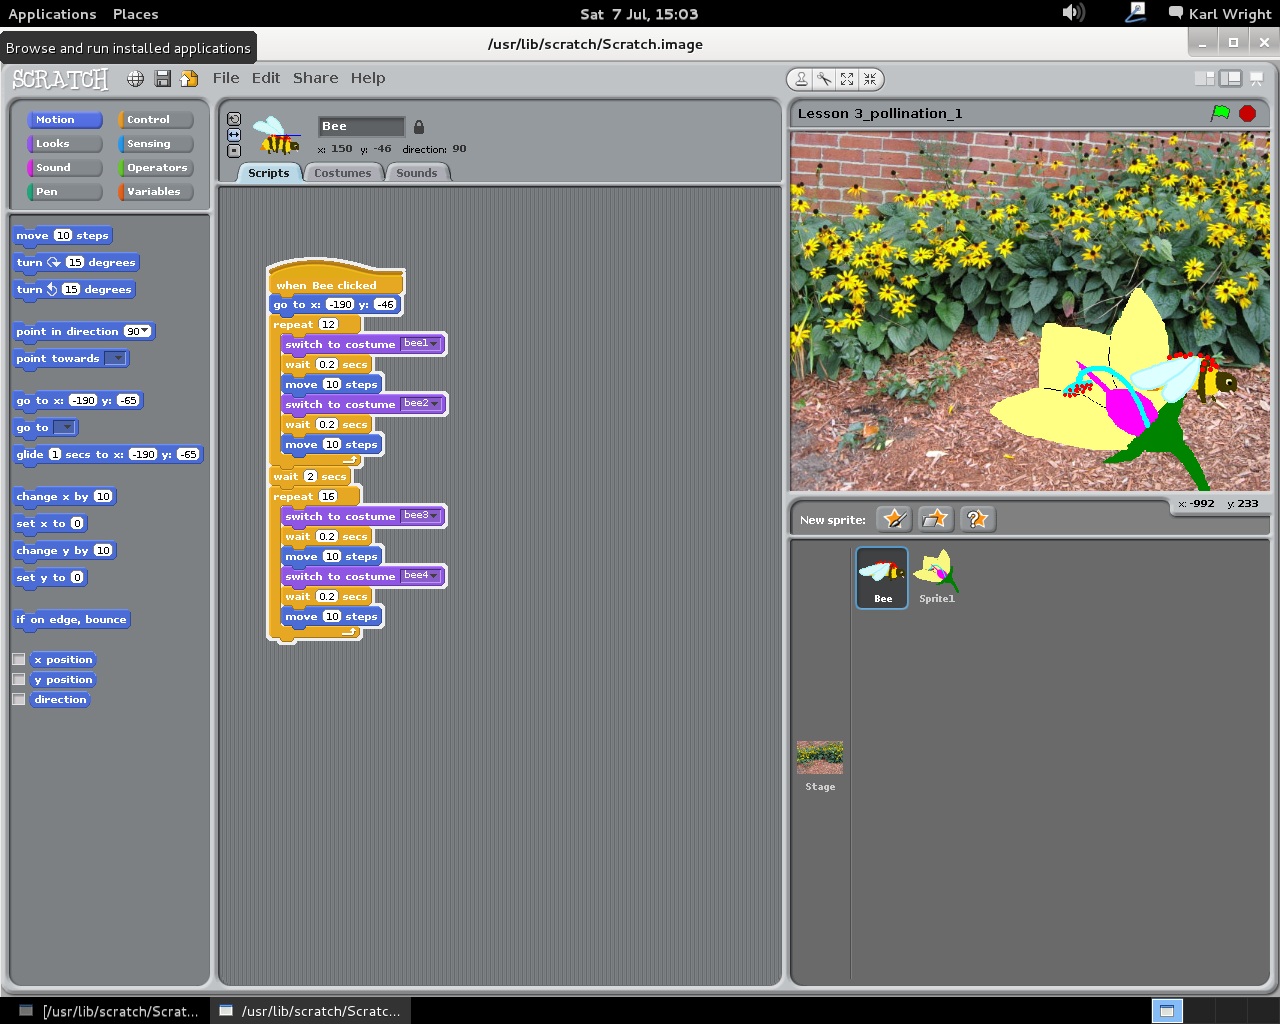 Applications Places
Sat 7 Jul, 15:03
Karl Wright
Browse and run installed applications
/usr/lib/scratch/Scratch.image
SCRATCH
File Edit Share Help
Motion Control
Looks Sensing
Sound Operators
Pen Variables
move 10 steps
turn 15 degrees
turn 15 degrees
point in direction 90
point towards
go to x: -190 y: -65
go to
glide 1 secs to x: -190 y: -65
change x by 10
set x to 0
change y by 10
set y to 0
if on edge, bounce
x position
y position
direction
Bee
x: 150 y: -46 direction: 90
Scripts Costumes Sounds
when Bee clicked
go to x: -190 y: -46
repeat 12
switch to costume bee1
wait 0.2 secs
move 10 steps
switch to costume bee2
wait 0.2 secs
move 10 steps
wait 2 secs
repeat 16
switch to costume bee3
wait 0.2 secs
move 10 steps
switch to costume bee4
wait 0.2 secs
move 10 steps
Lesson 3_pollination_1
x: -992 y: 233
New sprite:
Bee
Sprite1
Stage
[/usr/lib/scratch/Scrat...
/usr/lib/scratch/Scratc...